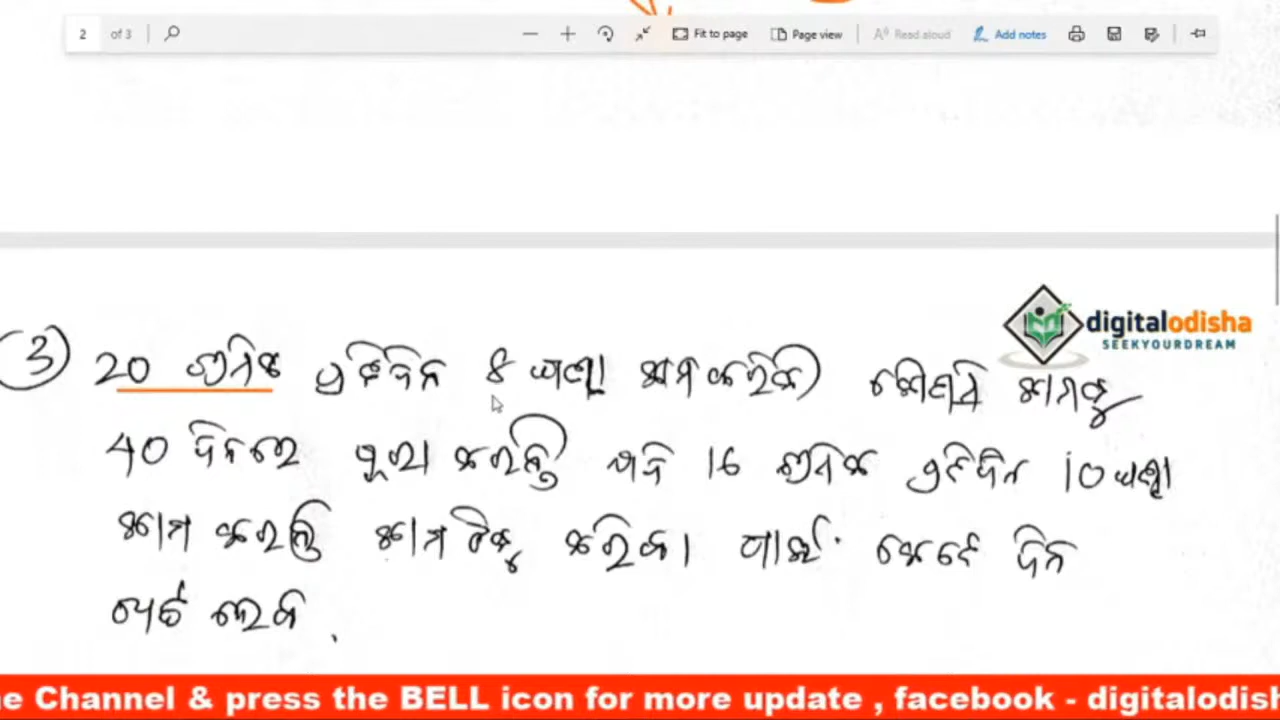 2 of 3 Fit to page Page view Read aloud Add notes
digitalodisha
SEEKYOURDREAM
3 20 ଶ୍ରମିକ ପ୍ରତିଦିନ 8 ଘଣ୍ଟା କାମ କରି
40 ଦିନରେ ପୁରା କରନ୍ତି ଯଦି 16 ଶ୍ରମିକ ପ୍ରତିଦିନ 10 ଘଣ୍ଟା
କାମ କରନ୍ତି କାମ ଟିକୁ କରିବା ପାଇଁ କେତେ ଦିନ
ne Channel & press the BELL icon for more update , facebook - digitalodish